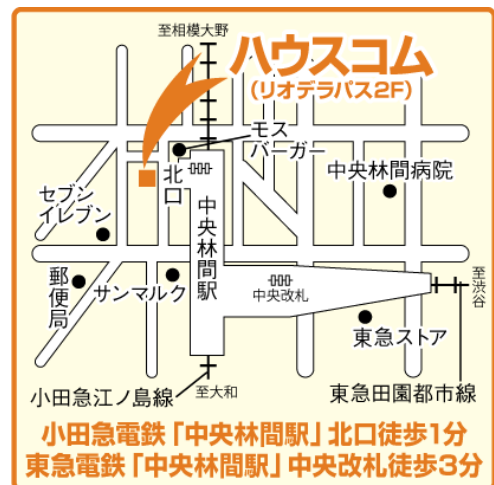 至相模大野
ハウスコム
(リオデラパス2F)
モス
バーガー
北口
中央林間病院
セブン
イレブン
中央林間駅
郵便局
サンマルク
中央改札
至渋谷
東急ストア
小田急江ノ島線
至大和
東急田園都市線
小田急電鉄「中央林間駅」北口徒歩1分
東急電鉄「中央林間駅」中央改札徒歩3分